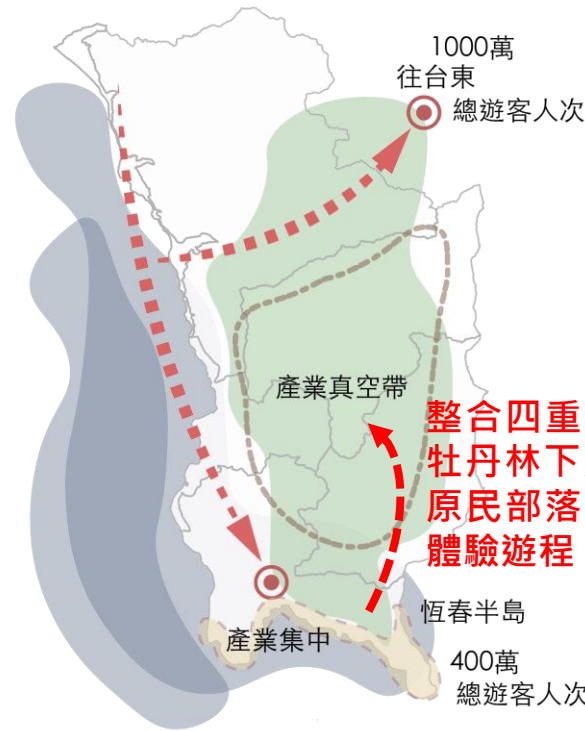 1000萬
往台東
總遊客人次
產業真空帶
整合四重
牡丹林下
原民部落
體驗遊程
恆春半島
產業集中
400萬
總遊客人次